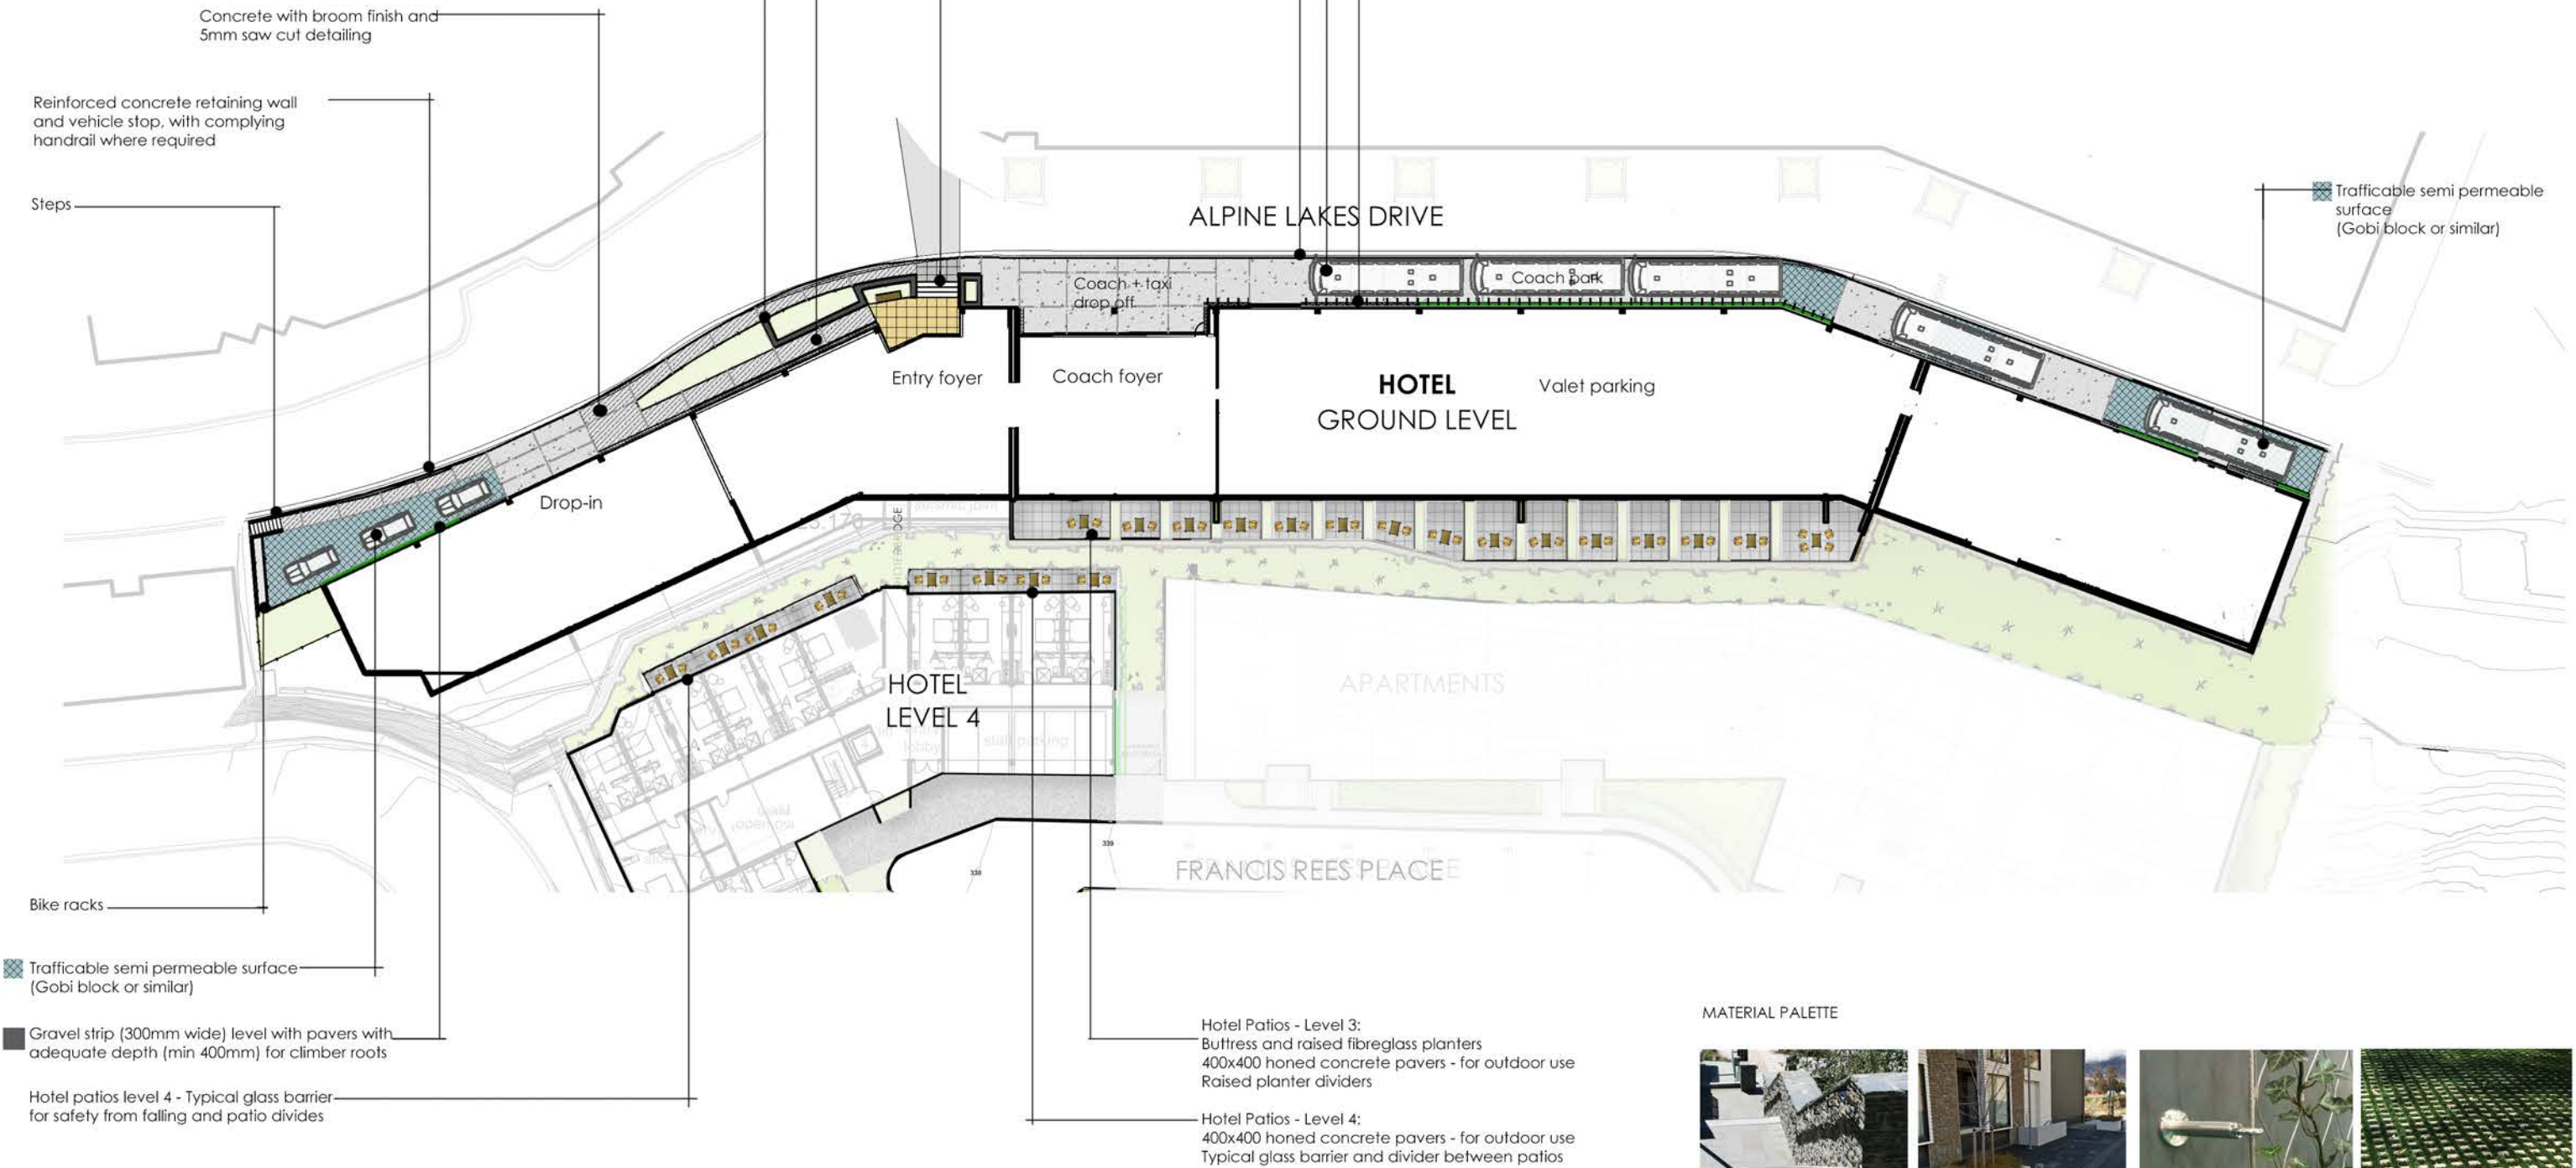 Concrete with broom finish and
5mm saw cut detailing
Reinforced concrete retaining wall
and vehicle stop, with complying
handrail where required
Steps
ALPINE LAKES DRIVE
Trafficable semi permeable
surface
(Gobi block or similar)
Coach + taxi
drop off
Coach park
Entry foyer
Coach foyer
HOTEL
GROUND LEVEL
Valet parking
Drop-in
HOTEL
LEVEL 4
APARTMENTS
lobby
staff parking
339
338
FRANCIS REES PLACE
Bike racks
Trafficable semi permeable surface
(Gobi block or similar)
Gravel strip (300mm wide) level with pavers with
adequate depth (min 400mm) for climber roots
Hotel patios level 4 - Typical glass barrier
for safety from falling and patio divides
Hotel Patios - Level 3:
Buttress and raised fibreglass planters
400x400 honed concrete pavers - for outdoor use
Raised planter dividers
Hotel Patios - Level 4:
400x400 honed concrete pavers - for outdoor use
Typical glass barrier and divider between patios
MATERIAL PALETTE